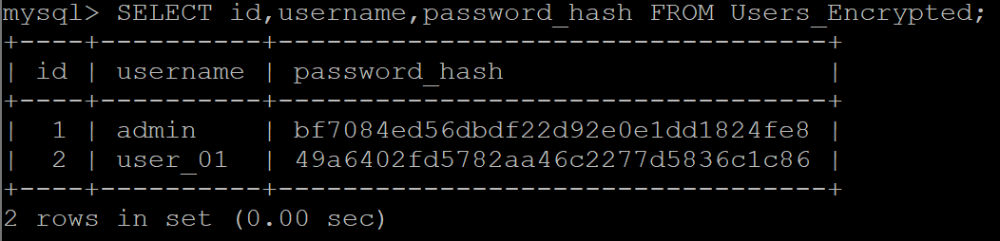 mysql> SELECT id,username,password_hash FROM Users_Encrypted;
+----+----------+----------------------------------+
| id | username | password_hash                    |
+----+----------+----------------------------------+
|  1 | admin    | bf7084ed56dbdf22d92e0e1dd1824fe8 |
|  2 | user_01  | 49a6402fd5782aa46c2277d5836c1c86 |
+----+----------+----------------------------------+
2 rows in set (0.00 sec)